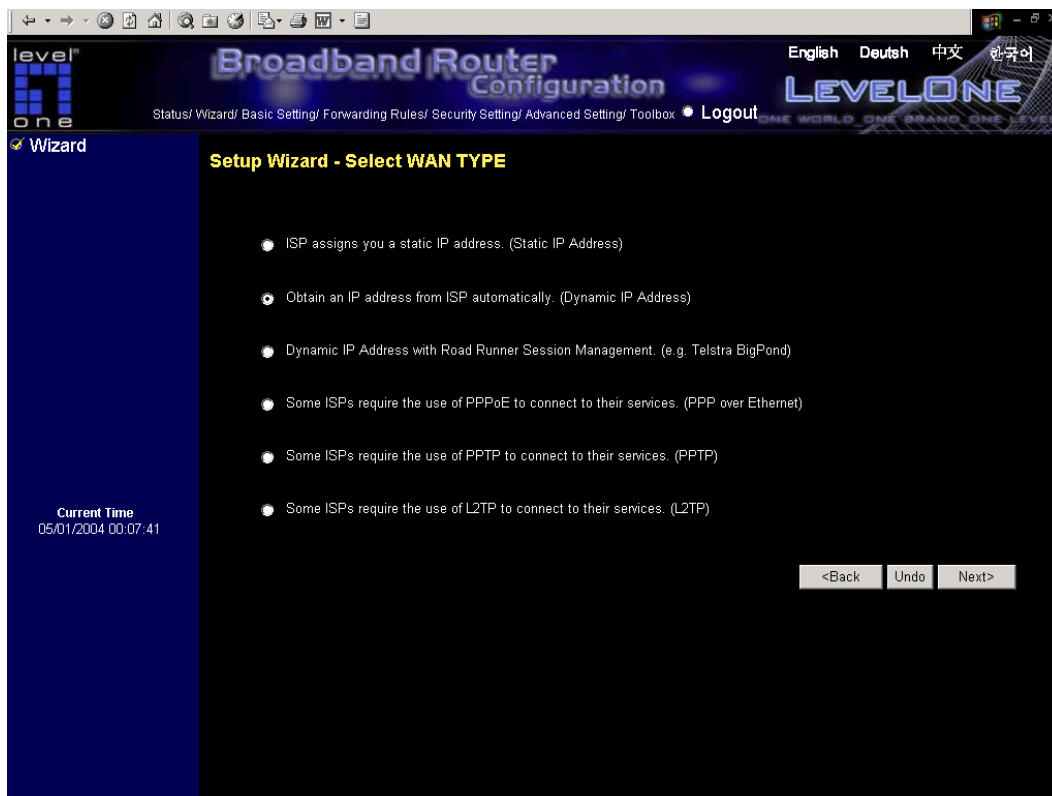 level"
one
Broadband Router
Configuration
English Deutsh 中文 한국어
LEVELONE
ONE WORLD_ONE BRAND_ONE LEVEL
Status/ Wizard/ Basic Setting/ Forwarding Rules/ Security Setting/ Advanced Setting/ Toolbox Logout
Wizard
Setup Wizard - Select WAN TYPE
ISP assigns you a static IP address. (Static IP Address)
Obtain an IP address from ISP automatically. (Dynamic IP Address)
Dynamic IP Address with Road Runner Session Management. (e.g. Telstra BigPond)
Some ISPs require the use of PPPoE to connect to their services. (PPP over Ethernet)
Some ISPs require the use of PPTP to connect to their services. (PPTP)
Some ISPs require the use of L2TP to connect to their services. (L2TP)
Current Time
05/01/2004 00:07:41
<Back Undo Next>